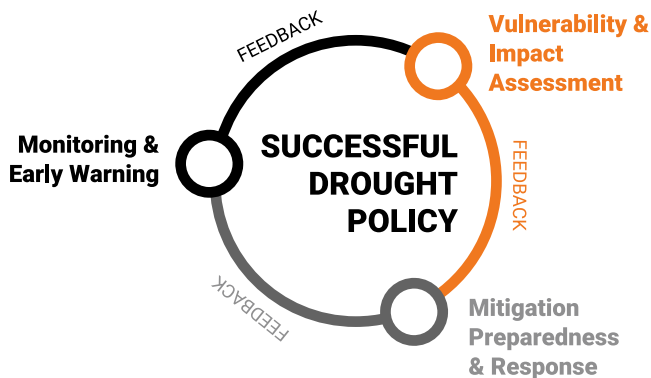 FEEDBACK
Vulnerability &
Impact
Assessment
Monitoring &
Early Warning
SUCCESSFUL
DROUGHT
POLICY
FEEDBACK
FEEDBACK
Mitigation
Preparedness
& Response